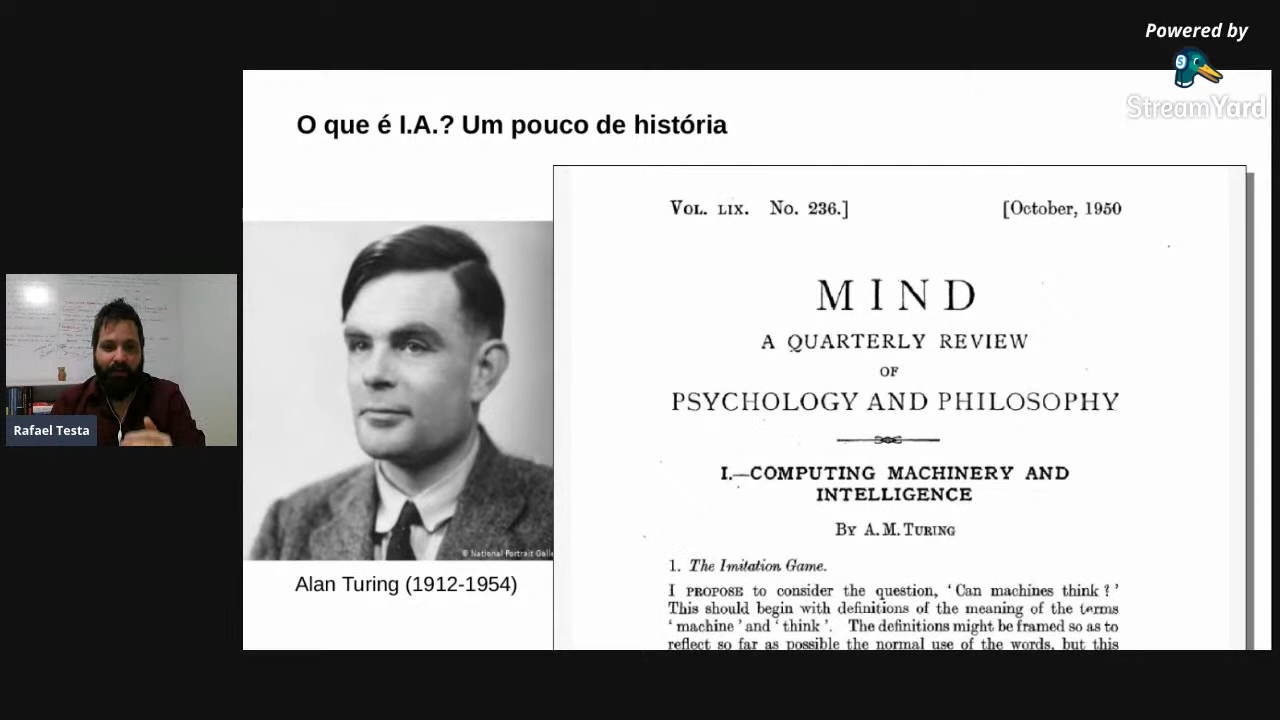 Powered by
StreamYard
O que é I.A.? Um pouco de história
VOL. LIX. No. 236.] [October, 1950
MIND
A QUARTERLY REVIEW
OF
PSYCHOLOGY AND PHILOSOPHY
I.—COMPUTING MACHINERY AND
INTELLIGENCE
BY A. M. TURING
1. The Imitation Game.
I PROPOSE to consider the question, ‘Can machines think?’
This should begin with definitions of the meaning of the terms
‘machine’ and ‘think’. The definitions might be framed so as to
reflect so far as possible the normal use of the words, but this
© National Portrait Galle
Alan Turing (1912-1954)
Rafael Testa